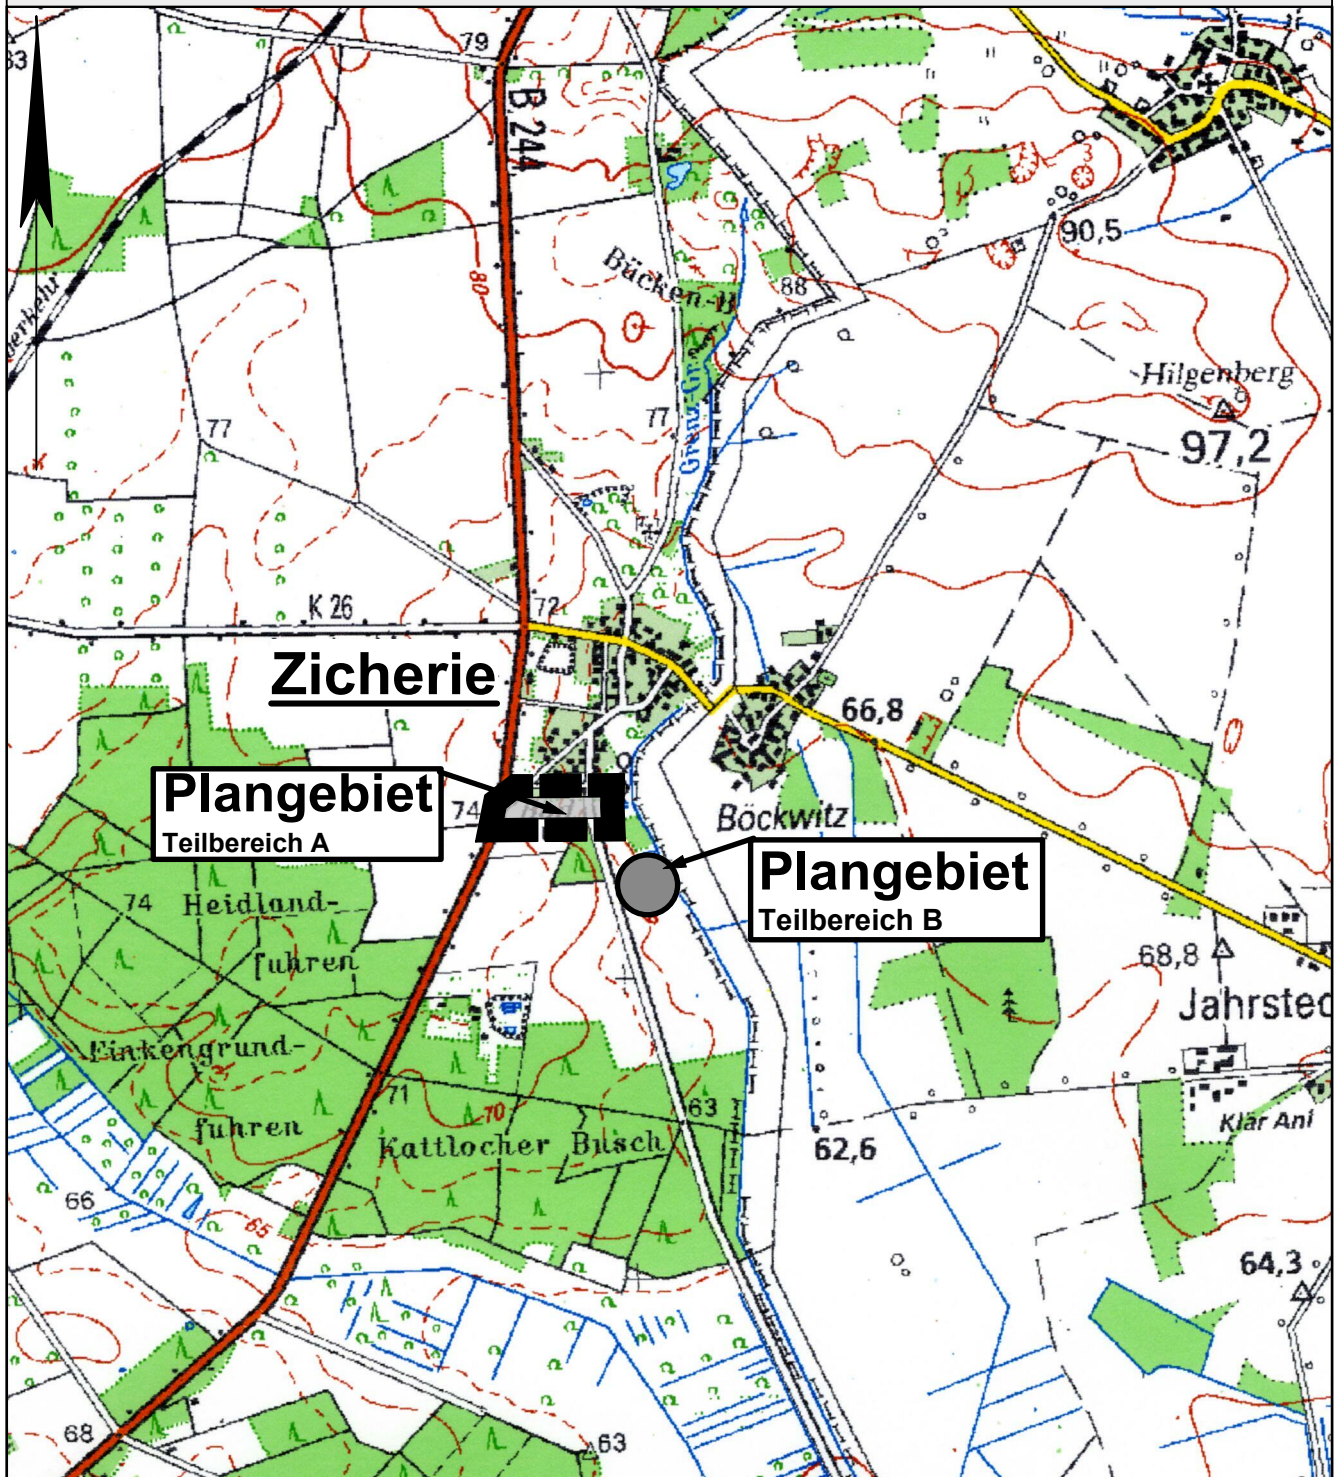 79
B 244
90,5
Bücken-B
88
80
Hilgenberg
97,2
77
77
Grenz-Gr.
K 26
72
Zicherie
66,8
Plangebiet
Teilbereich A
74
Böckwitz
Plangebiet
Teilbereich B
74
Heidland-
fuhren
68,8
Jahrsted
Finkengrund-
fuhren
71
70
63
Kattlocher Busch
62,6
Klär Anl
66
65
64,3
68
63